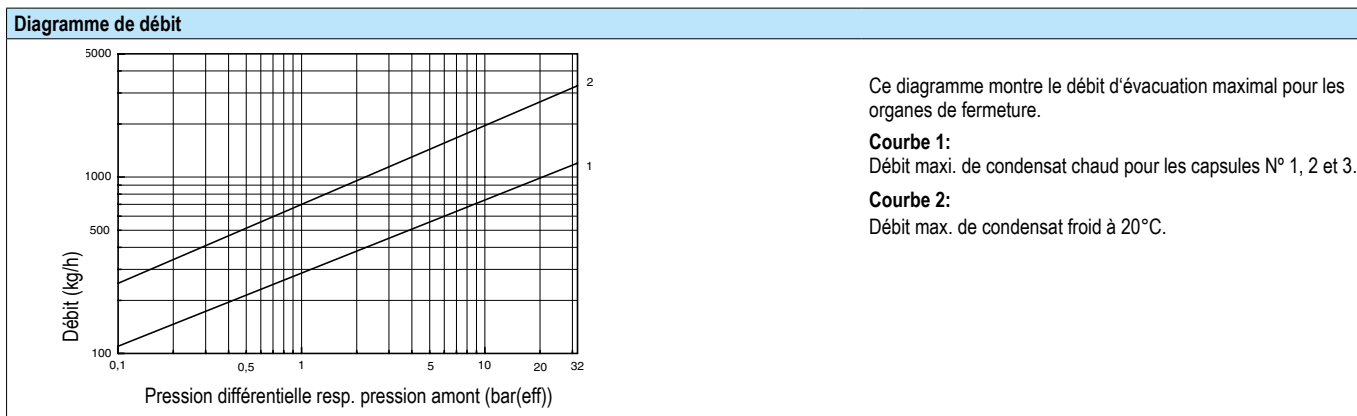 Diagramme de débit
5000
1000
500
100
Débit (kg/h)
2
1
0,1
0,5
1
5
10
20
32
Pression différentielle resp. pression amont (bar(eff))
Ce diagramme montre le débit d‘évacuation maximal pour les
organes de fermeture.
Courbe 1:
Débit maxi. de condensat chaud pour les capsules Nº 1, 2 et 3.
Courbe 2:
Débit max. de condensat froid à 20°C.